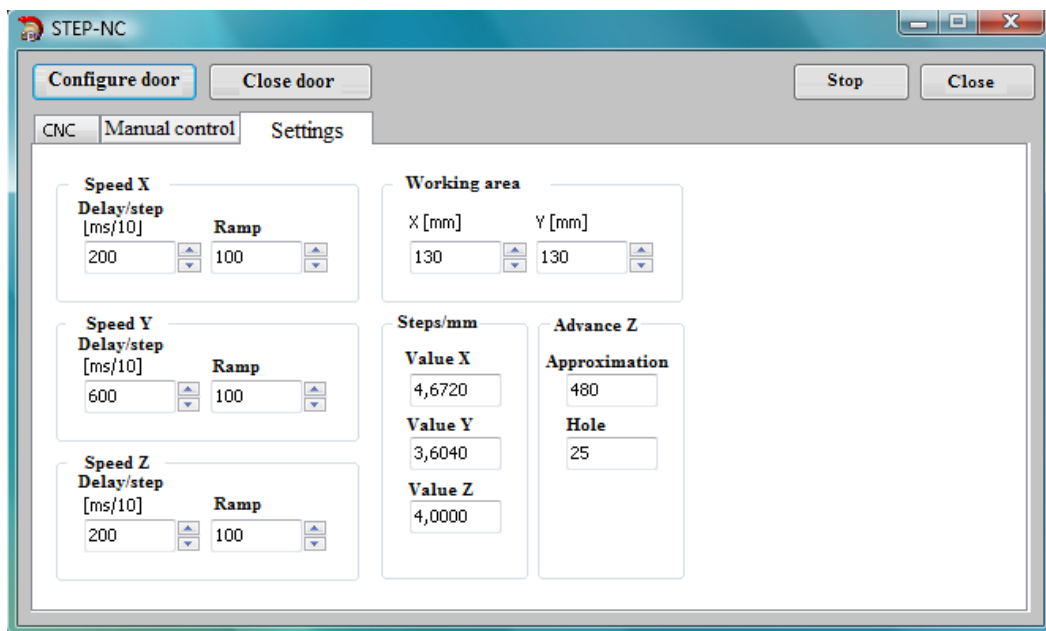 STEP-NC
Configure door Close door Stop Close
CNC Manual control Settings
Speed X
Delay/step
[ms/10] Ramp
200 100
Working area
X [mm] Y [mm]
130 130
Speed Y
Delay/step
[ms/10] Ramp
600 100
Speed Z
Delay/step
[ms/10] Ramp
200 100
Steps/mm
Value X
4,6720
Value Y
3,6040
Value Z
4,0000
Advance Z
Approximation
480
Hole
25